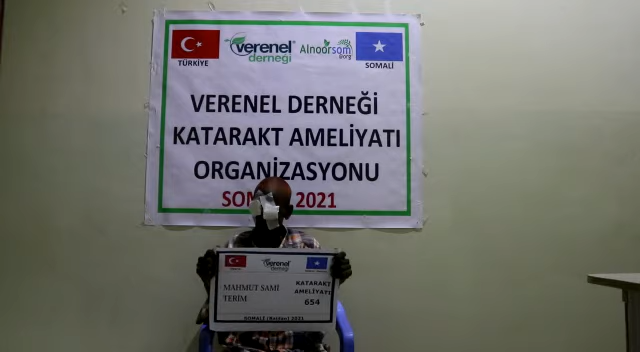 TÜRKİYE
verenel
derneği
Alnoorsom
SOMALİ
VERENEL DERNEĞİ
KATARAKT AMELİYATI
ORGANİZASYONU
2021
verenel
MAHMUT SAMİ
TERİM
KATARAKT
AMELİYATI
654
SOMALİ 2021